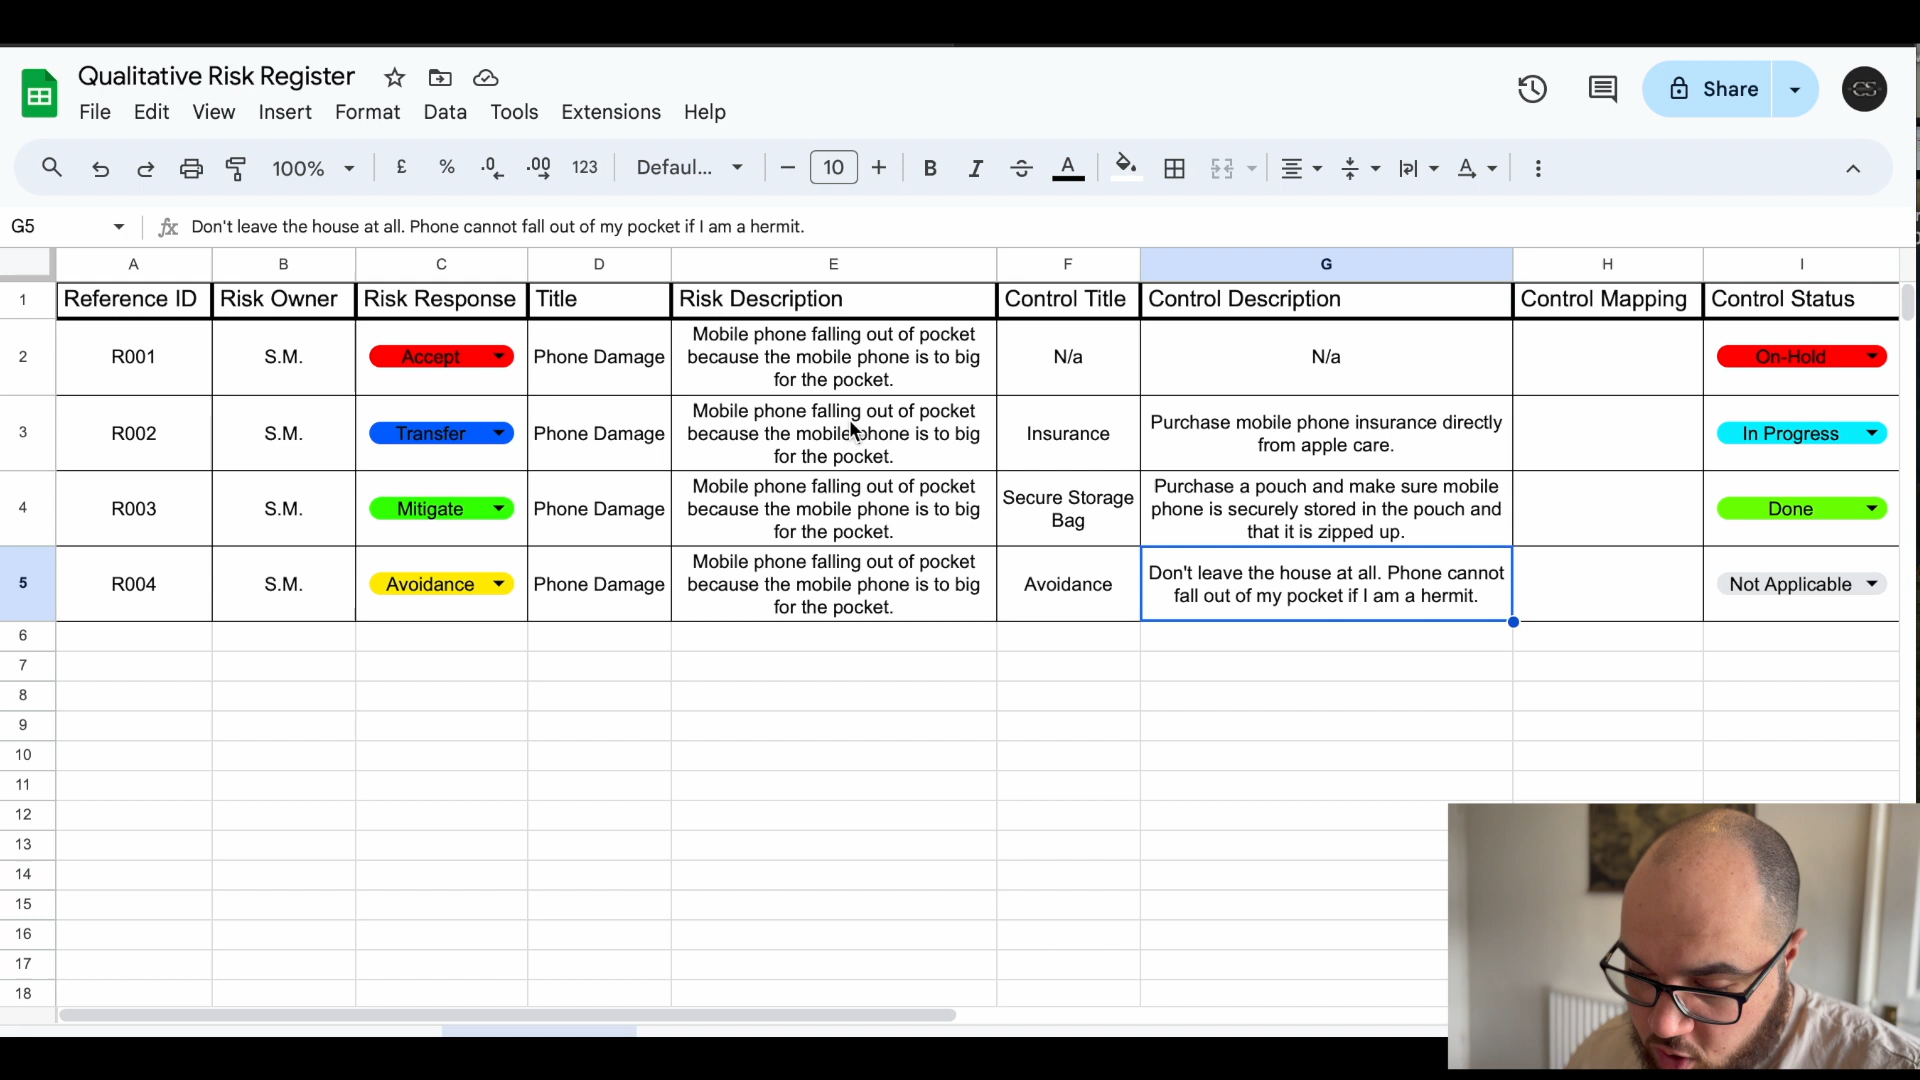 Qualitative Risk Register
File Edit View Insert Format Data Tools Extensions Help
Share
CS
100% £ % .0 .00 123 Defaul... 10 B I A
G5 fx Don't leave the house at all. Phone cannot fall out of my pocket if I am a hermit.
A B C D E F G H I
1 Reference ID Risk Owner Risk Response Title Risk Description Control Title Control Description Control Mapping Control Status
2 R001 S.M. Accept Phone Damage
Mobile phone falling out of pocket
because the mobile phone is to big
for the pocket.
N/a N/a On-Hold
3 R002 S.M. Transfer Phone Damage
Mobile phone falling out of pocket
because the mobile phone is to big
for the pocket.
Insurance
Purchase mobile phone insurance directly
from apple care.
In Progress
4 R003 S.M. Mitigate Phone Damage
Mobile phone falling out of pocket
because the mobile phone is to big
for the pocket.
Secure Storage
Bag
Purchase a pouch and make sure mobile
phone is securely stored in the pouch and
that it is zipped up.
Done
5 R004 S.M. Avoidance Phone Damage
Mobile phone falling out of pocket
because the mobile phone is to big
for the pocket.
Avoidance
Don't leave the house at all. Phone cannot
fall out of my pocket if I am a hermit.
Not Applicable
6
7
8
9
10
11
12
13
14
15
16
17
18